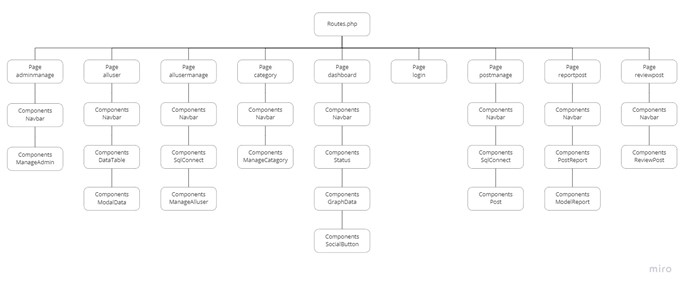 Routes.php
Page
adminmanage
Page
alluser
Page
allusermanage
Page
category
Page
dashboard
Page
login
Page
postmanage
Page
reportpost
Page
reviewpost
Components
Navbar
Components
Navbar
Components
Navbar
Components
Navbar
Components
Navbar
Components
Navbar
Components
Navbar
Components
Navbar
Components
ManageAdmin
Components
DataTable
Components
SqlConnect
Components
ManageCatagory
Components
Status
Components
SqlConnect
Components
PostReport
Components
ReviewPost
Components
ModalData
Components
ManageAlluser
Components
GraphData
Components
Post
Components
ModelReport
Components
SocialButton
miro